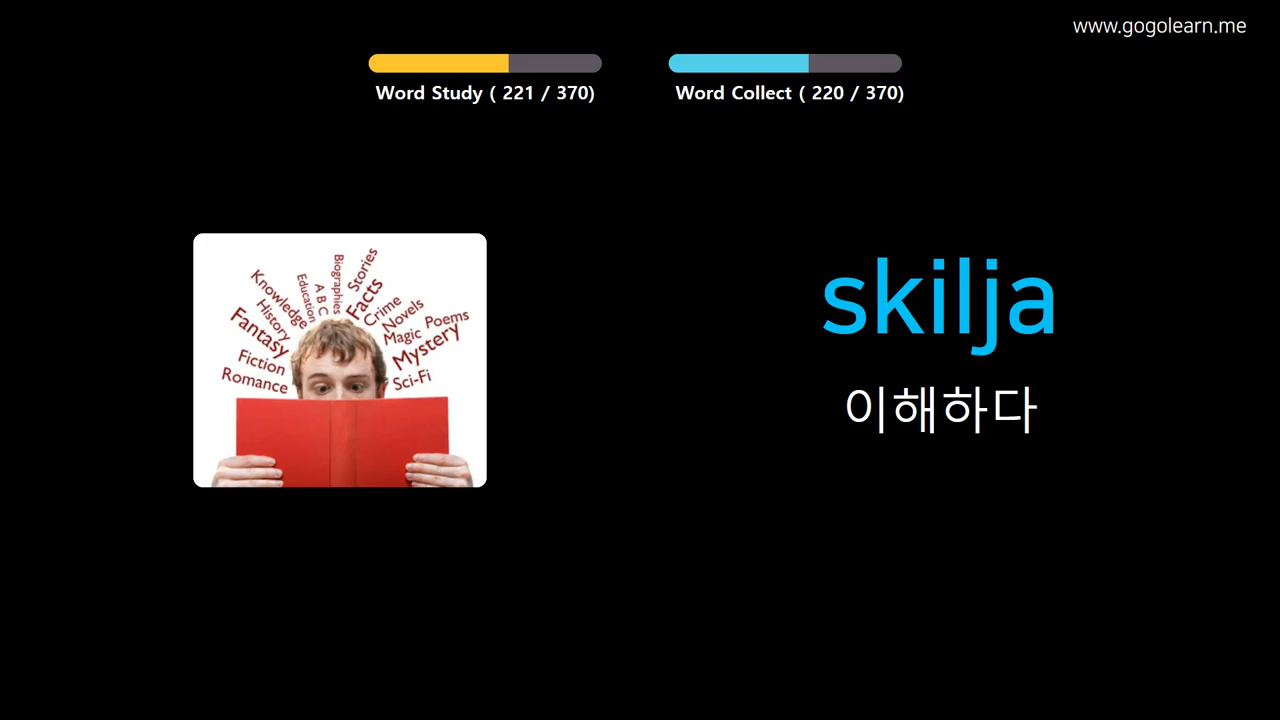 www.gogolearn.me
Word Study ( 221 / 370)
Word Collect ( 220 / 370)
Knowledge
History
Fantasy
Fiction
Romance
Education
A B C
Biographies
Stories
Facts
Crime
Novels
Magic
Poems
Mystery
Sci-Fi
skilja
이해하다